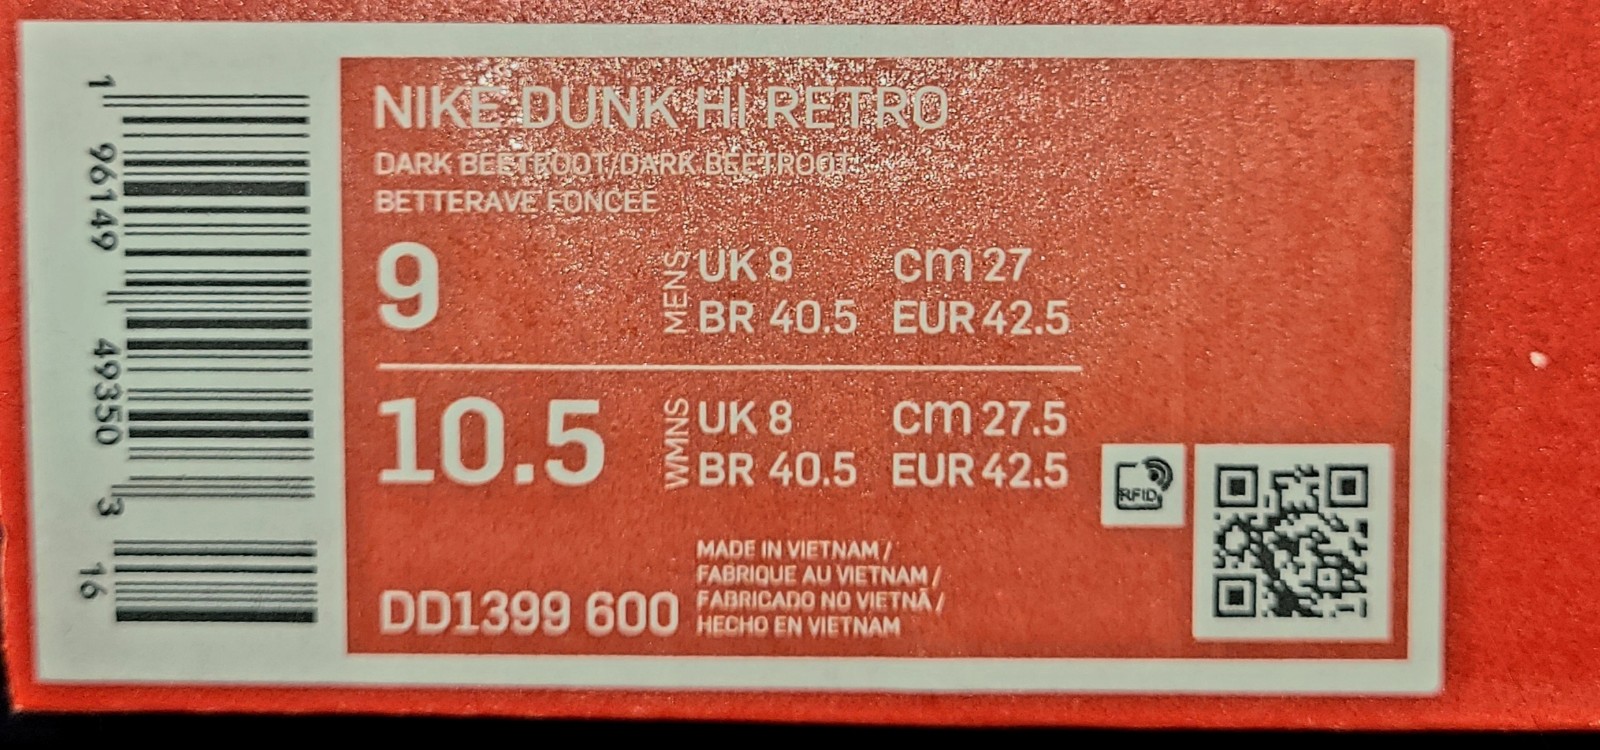 1 96149 49350 3 16
NIKE DUNK HI RETRO
DARK BEETROOT/DARK BEETROOT
BETTERAVE FONCEE
9
MENS
UK 8 cm 27
BR 40.5 EUR 42.5
10.5
WMNS
UK 8 cm 27.5
BR 40.5 EUR 42.5
RFID
DD1399 600
MADE IN VIETNAM /
FABRIQUE AU VIETNAM /
FABRICADO NO VIETNÃ /
HECHO EN VIETNAM